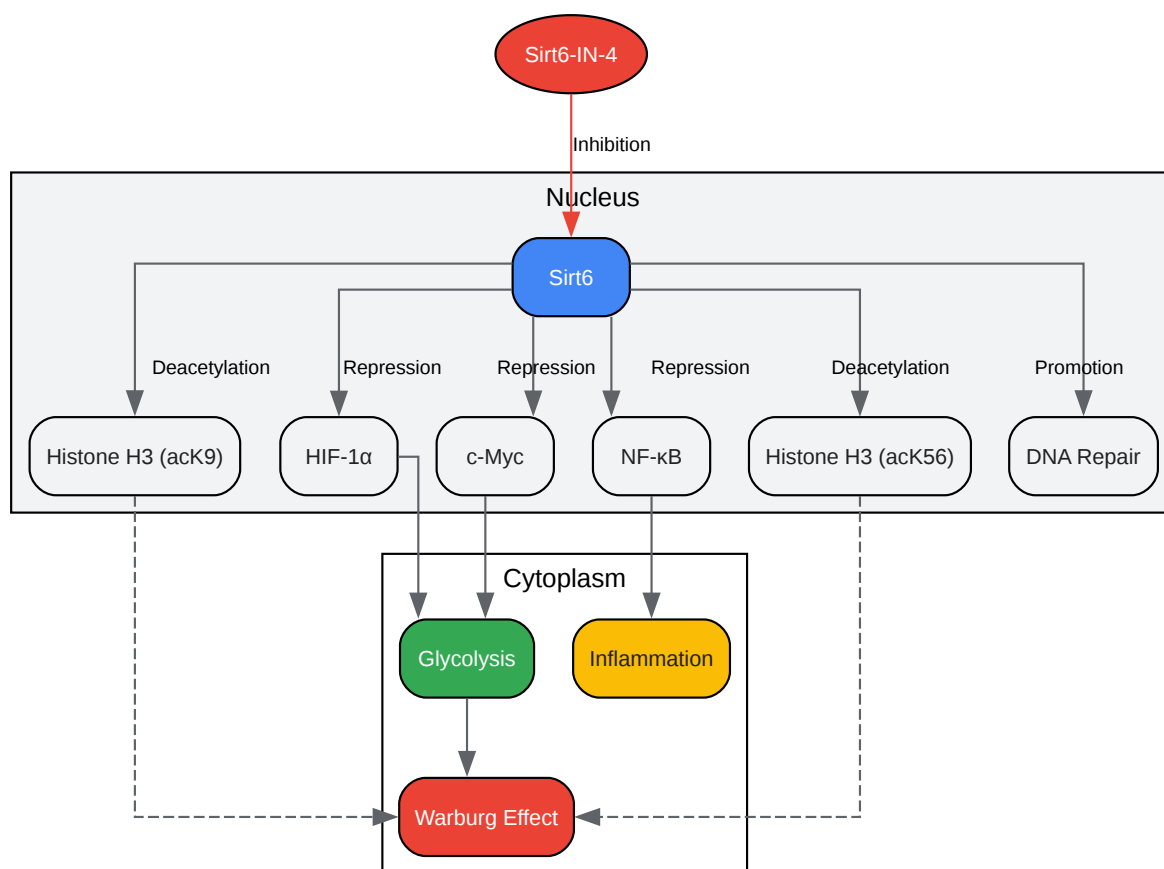 Sirt6-IN-4
Inhibition
Nucleus
Sirt6
Deacetylation
Repression
Repression
Repression
Deacetylation
Promotion
Histone H3 (acK9)
HIF-1α
c-Myc
NF-κB
Histone H3 (acK56)
DNA Repair
Cytoplasm
Glycolysis
Inflammation
Warburg Effect